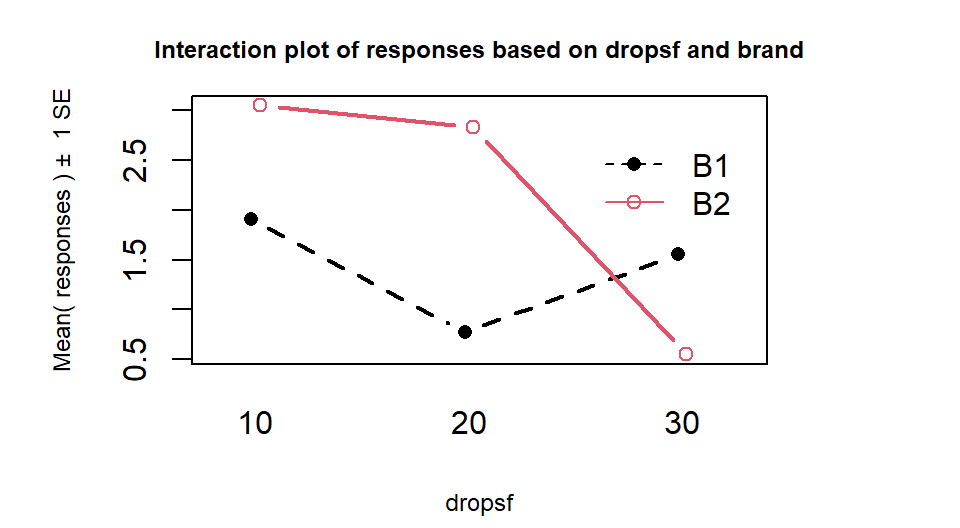 Interaction plot of responses based on dropsf and brand
Mean( responses ) ± 1 SE
2.5
1.5
0.5
B1
B2
10 20 30
dropsf